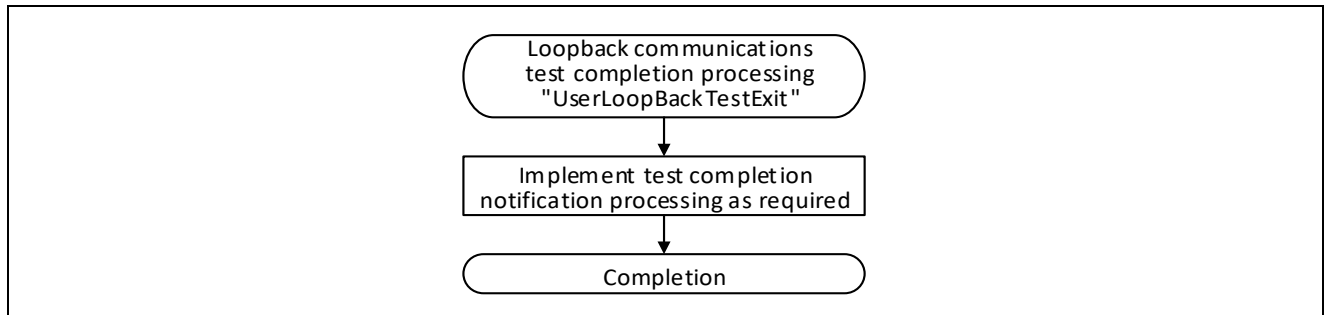 Loopback communications
test completion processing
"UserLoopBackTestExit"
Implement test completion
notification processing as required
Completion